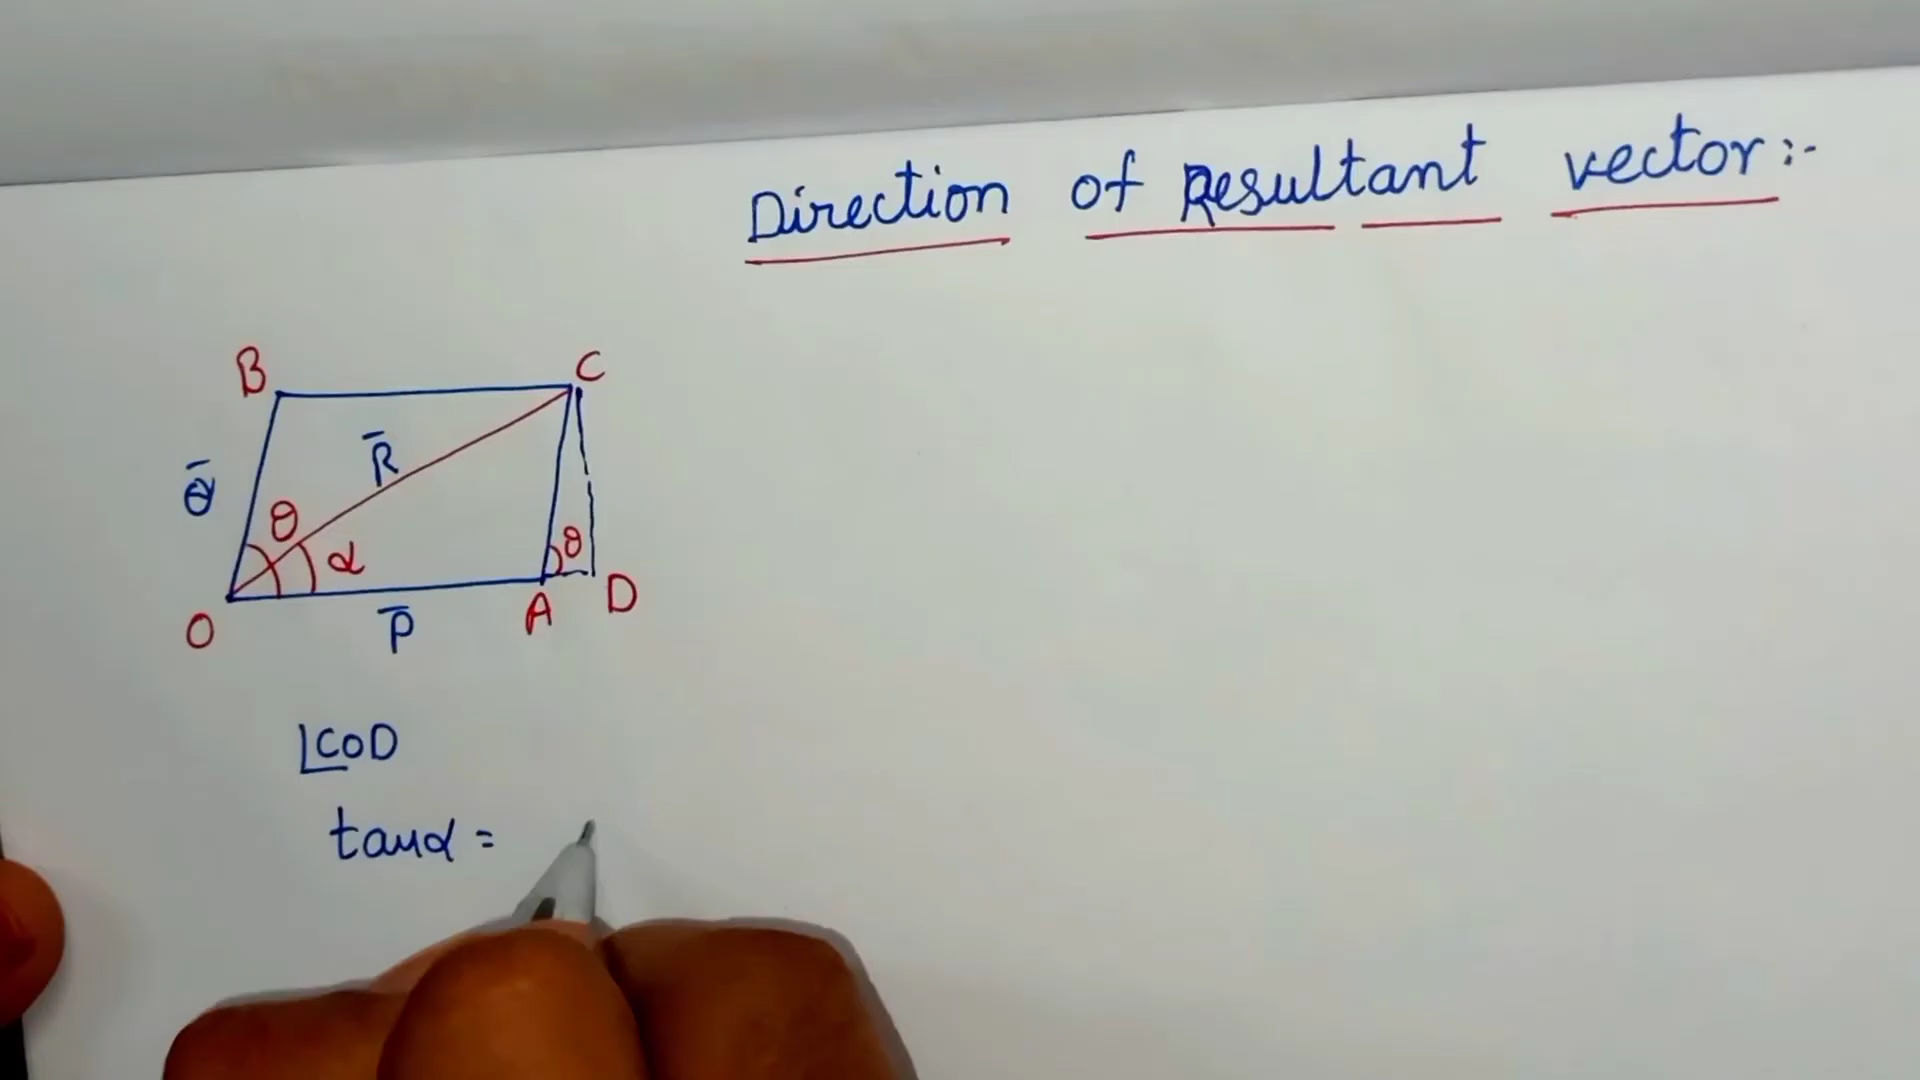 Direction of Resultant vector:-
B C
R̄
Q̄
θ
θ
α
O P̄ A D
∠COD
tanα =